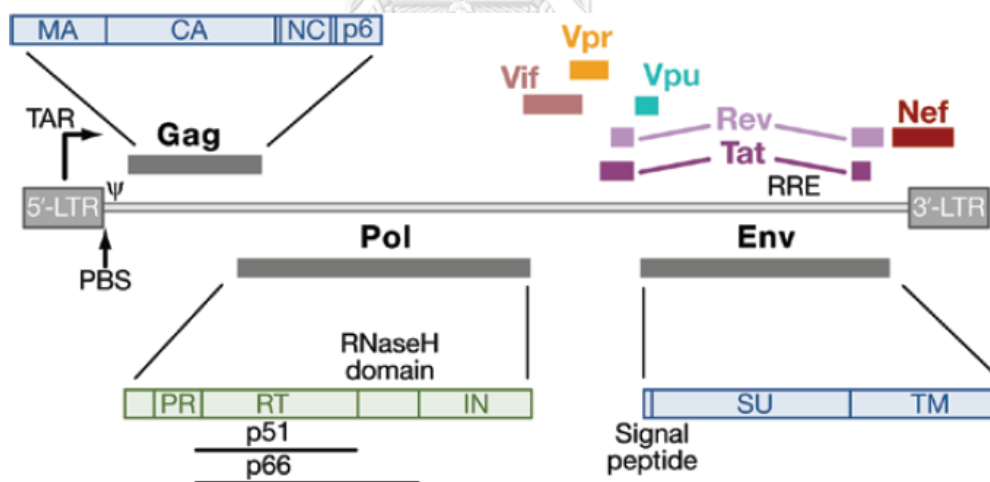 MA CA NC p6
Vpr
Vif Vpu
TAR Gag Rev Nef
Tat
ψ RRE
5′-LTR 3′-LTR
Pol Env
PBS
RNaseH
domain
PR RT IN SU TM
p51 Signal
p66 peptide